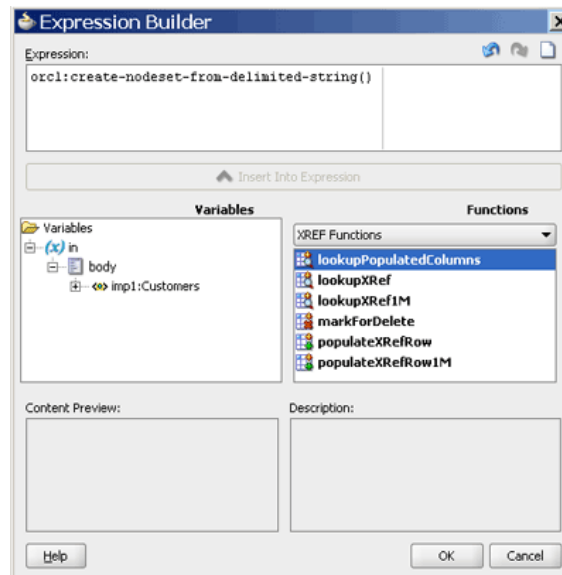 Expression Builder
Expression:
orcl:create-nodeset-from-delimited-string()
Insert Into Expression
Variables
Functions
Variables
XREF Functions
(x) in
body
imp1:Customers
lookupPopulatedColumns
lookupXRef
lookupXRef1M
markForDelete
populateXRefRow
populateXRefRow1M
Content Preview:
Description:
Help
OK
Cancel